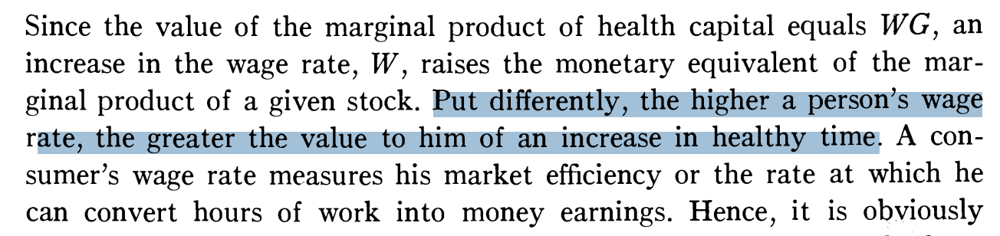 Since the value of the marginal product of health capital equals WG, an
increase in the wage rate, W, raises the monetary equivalent of the mar-
ginal product of a given stock. Put differently, the higher a person's wage
rate, the greater the value to him of an increase in healthy time. A con-
sumer's wage rate measures his market efficiency or the rate at which he
can convert hours of work into money earnings. Hence, it is obviously